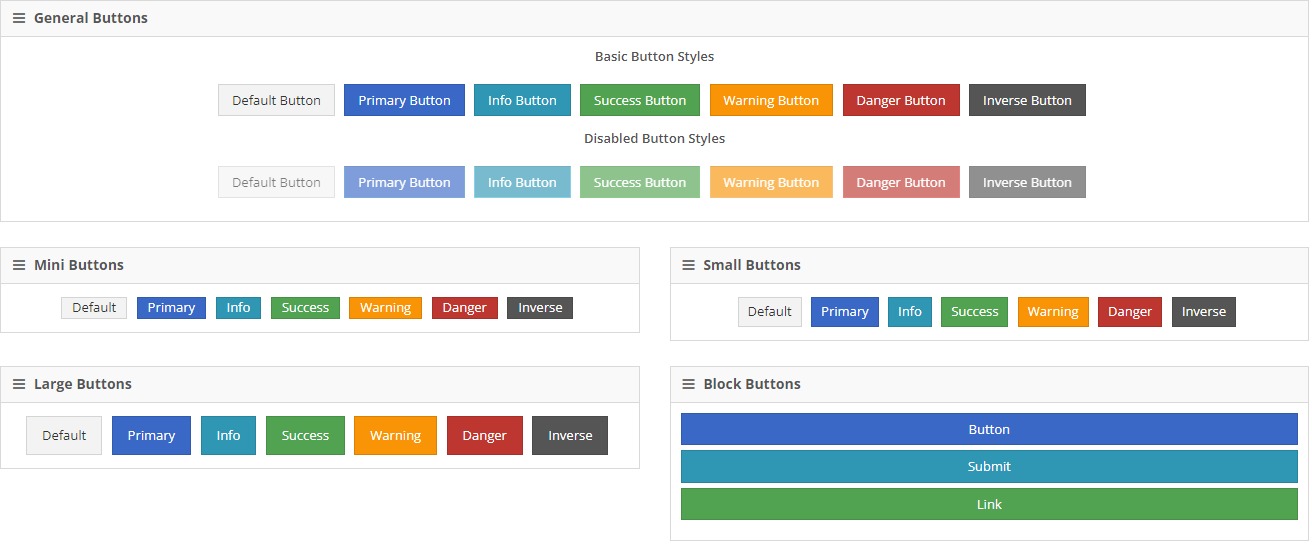 General Buttons
Basic Button Styles
Default Button Primary Button Info Button Success Button Warning Button Danger Button Inverse Button
Disabled Button Styles
Default Button Primary Button Info Button Success Button Warning Button Danger Button Inverse Button
Mini Buttons
Default Primary Info Success Warning Danger Inverse
Small Buttons
Default Primary Info Success Warning Danger Inverse
Large Buttons
Default Primary Info Success Warning Danger Inverse
Block Buttons
Button
Submit
Link